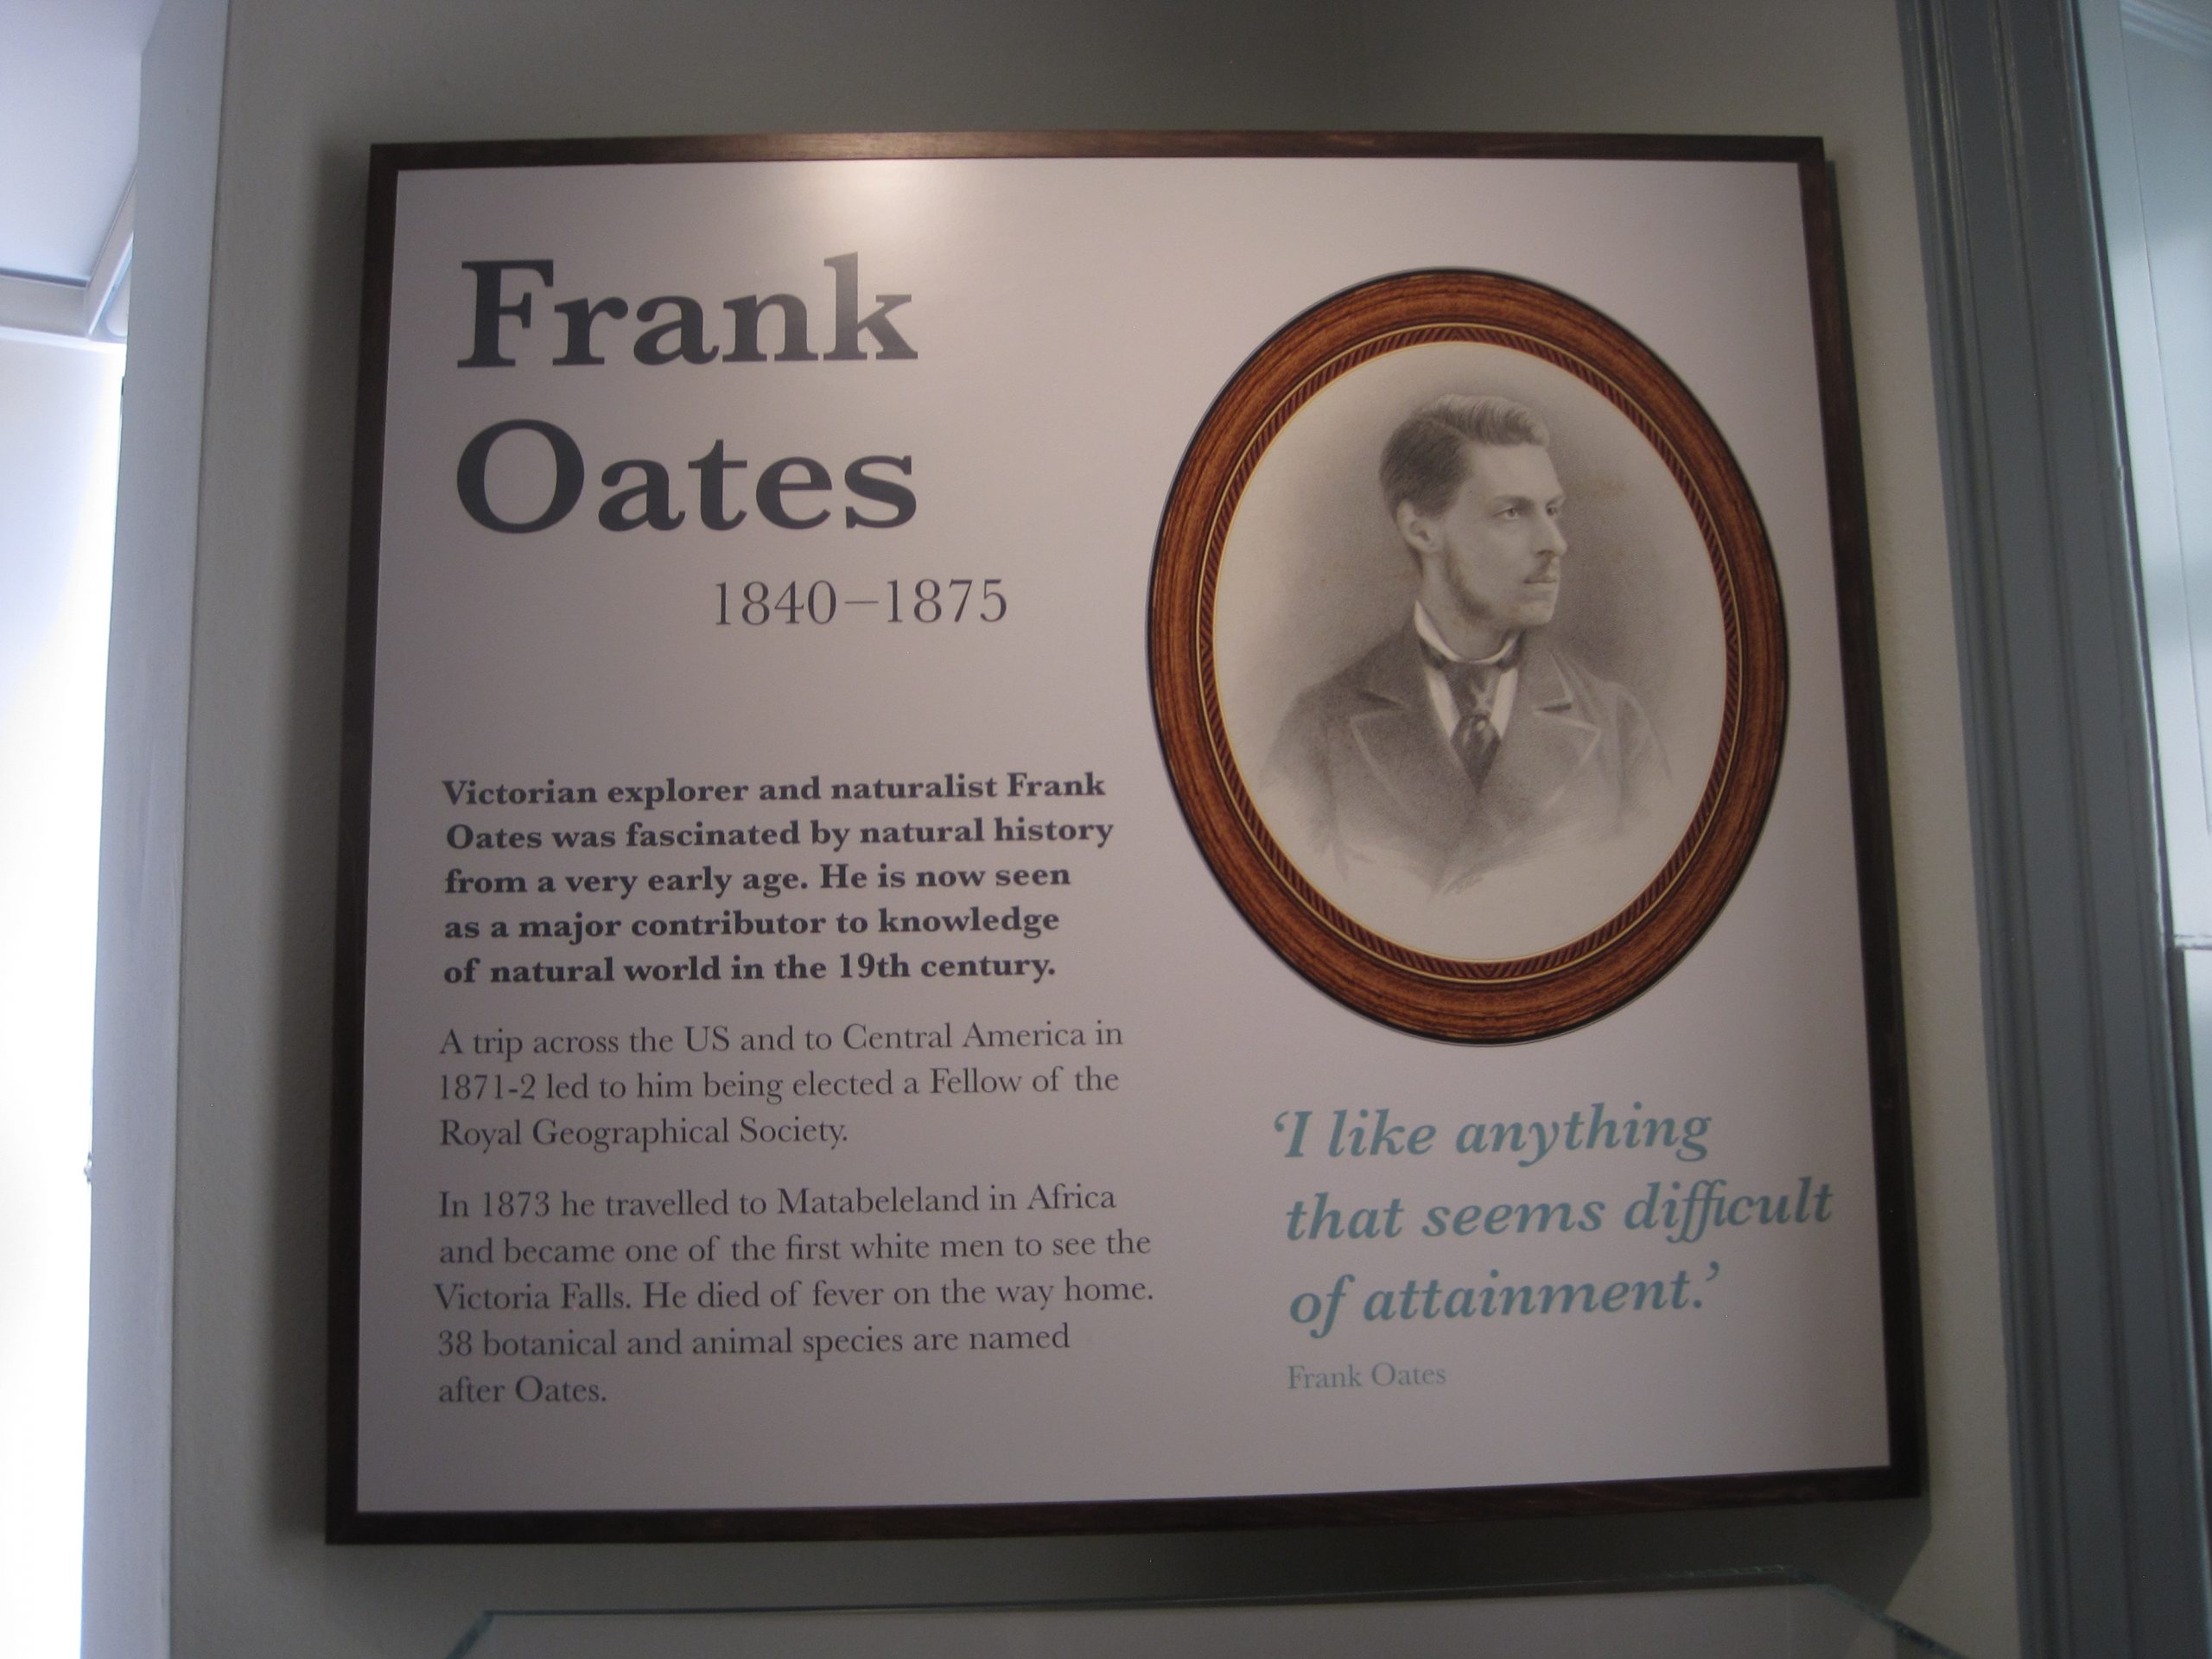 Frank
Oates
1840–1875
Victorian explorer and naturalist Frank
Oates was fascinated by natural history
from a very early age. He is now seen
as a major contributor to knowledge
of natural world in the 19th century.
A trip across the US and to Central America in
1871-2 led to him being elected a Fellow of the
Royal Geographical Society.
In 1873 he travelled to Matabeleland in Africa
and became one of the first white men to see the
Victoria Falls. He died of fever on the way home.
38 botanical and animal species are named
after Oates.
‘I like anything
that seems difficult
of attainment.’
Frank Oates